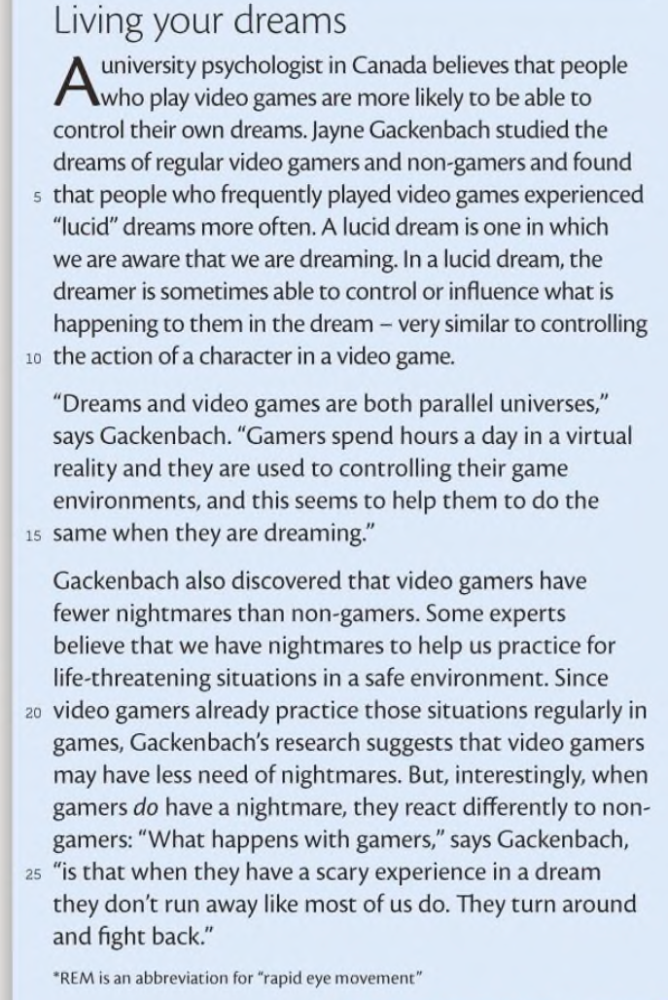 Living your dreams
A university psychologist in Canada believes that people
who play video games are more likely to be able to
control their own dreams. Jayne Gackenbach studied the
dreams of regular video gamers and non-gamers and found
5 that people who frequently played video games experienced
“lucid” dreams more often. A lucid dream is one in which
we are aware that we are dreaming. In a lucid dream, the
dreamer is sometimes able to control or influence what is
happening to them in the dream – very similar to controlling
10 the action of a character in a video game.
“Dreams and video games are both parallel universes,”
says Gackenbach. “Gamers spend hours a day in a virtual
reality and they are used to controlling their game
environments, and this seems to help them to do the
15 same when they are dreaming.”
Gackenbach also discovered that video gamers have
fewer nightmares than non-gamers. Some experts
believe that we have nightmares to help us practice for
life-threatening situations in a safe environment. Since
20 video gamers already practice those situations regularly in
games, Gackenbach’s research suggests that video gamers
may have less need of nightmares. But, interestingly, when
gamers do have a nightmare, they react differently to non-
gamers: “What happens with gamers,” says Gackenbach,
25 “is that when they have a scary experience in a dream
they don’t run away like most of us do. They turn around
and fight back.”
*REM is an abbreviation for “rapid eye movement”